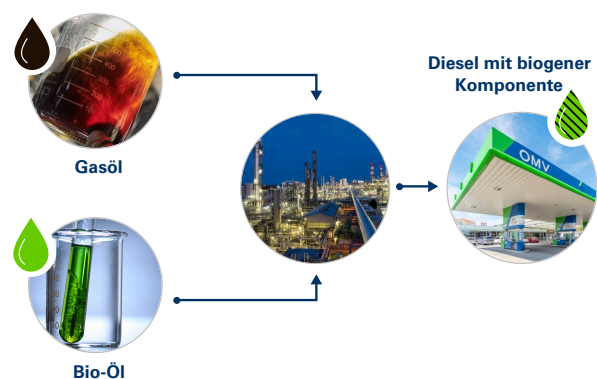 Diesel mit biogener
Komponente
OMV
Gasöl
Bio-Öl